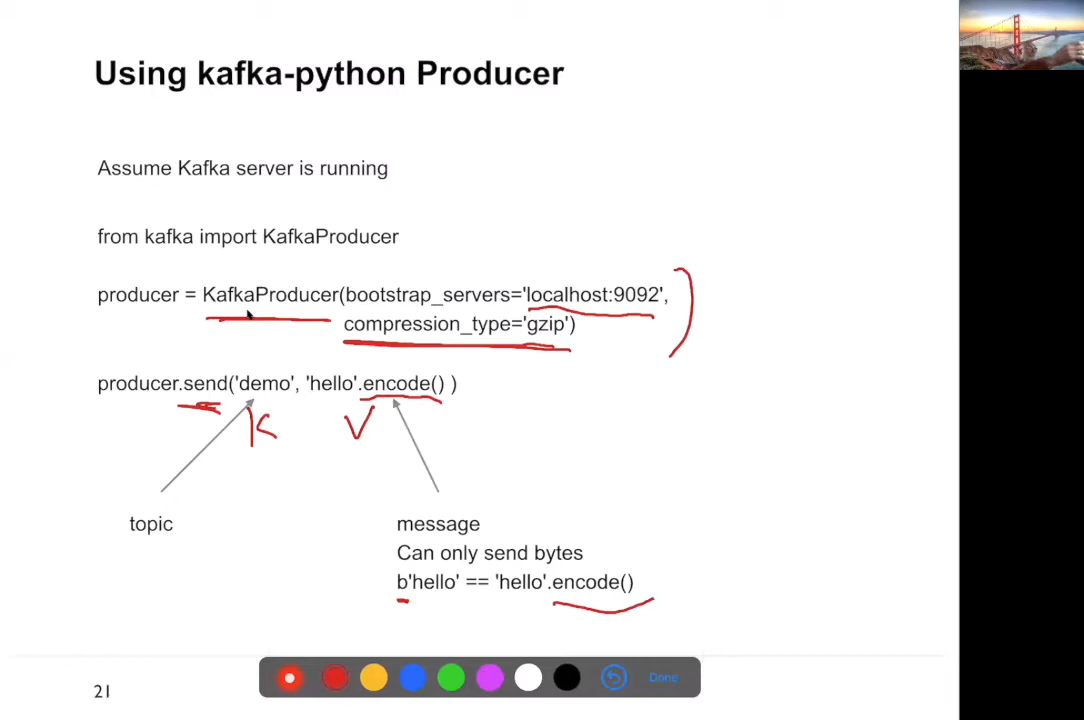 Using kafka-python Producer
Assume Kafka server is running
from kafka import KafkaProducer
producer = KafkaProducer(bootstrap_servers='localhost:9092',
compression_type='gzip')
producer.send('demo', 'hello'.encode() )
K V
topic
message
Can only send bytes
b'hello' == 'hello'.encode()
Done
21